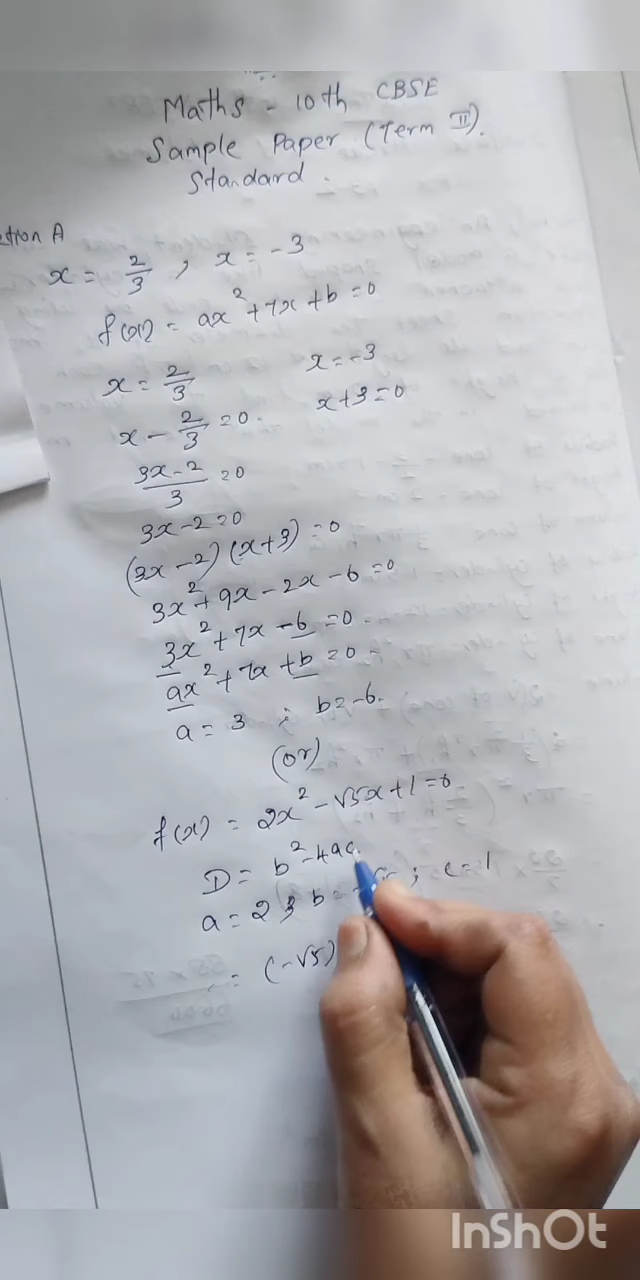 Maths - 10th CBSE
Sample Paper (Term II).
Standard.
ction A
x = 2/3 , x = -3
f(x) = ax² + 7x + b = 0
x = 2/3 x = -3
x - 2/3 = 0. x + 3 = 0
3x - 2/3 = 0
3x - 2 = 0
(3x - 2) (x + 3) = 0
3x² + 9x - 2x - 6 = 0
3x² + 7x - 6 = 0.
ax² + 7x + b = 0.
a = 3 ; b = -6.
(or)
f(x) = 2x² - √5x + 1 = 0
D = b² - 4ac
a = 2 ; b = ; c = 1
= (-√5)
InShOt